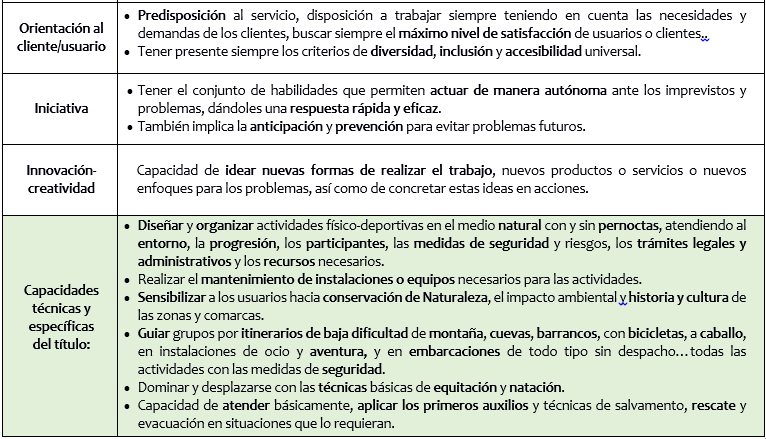 Orientación al
cliente/usuario
• Predisposición al servicio, disposición a trabajar siempre teniendo en cuenta las necesidades y
demandas de los clientes, buscar siempre el máximo nivel de satisfacción de usuarios o clientes..
• Tener presente siempre los criterios de diversidad, inclusión y accesibilidad universal.
Iniciativa
• Tener el conjunto de habilidades que permiten actuar de manera autónoma ante los imprevistos y
problemas, dándoles una respuesta rápida y eficaz.
• También implica la anticipación y prevención para evitar problemas futuros.
Innovación-
creatividad
Capacidad de idear nuevas formas de realizar el trabajo, nuevos productos o servicios o nuevos
enfoques para los problemas, así como de concretar estas ideas en acciones.
Capacidades
técnicas y
específicas
del título:
• Diseñar y organizar actividades físico-deportivas en el medio natural con y sin pernoctas, atendiendo al
entorno, la progresión, los participantes, las medidas de seguridad y riesgos, los trámites legales y
administrativos y los recursos necesarios.
• Realizar el mantenimiento de instalaciones o equipos necesarios para las actividades.
• Sensibilizar a los usuarios hacia conservación de Naturaleza, el impacto ambiental y historia y cultura de
las zonas y comarcas.
• Guiar grupos por itinerarios de baja dificultad de montaña, cuevas, barrancos, con bicicletas, a caballo,
en instalaciones de ocio y aventura, y en embarcaciones de todo tipo sin despacho…todas las
actividades con las medidas de seguridad.
• Dominar y desplazarse con las técnicas básicas de equitación y natación.
• Capacidad de atender básicamente, aplicar los primeros auxilios y técnicas de salvamento, rescate y
evacuación en situaciones que lo requieran.